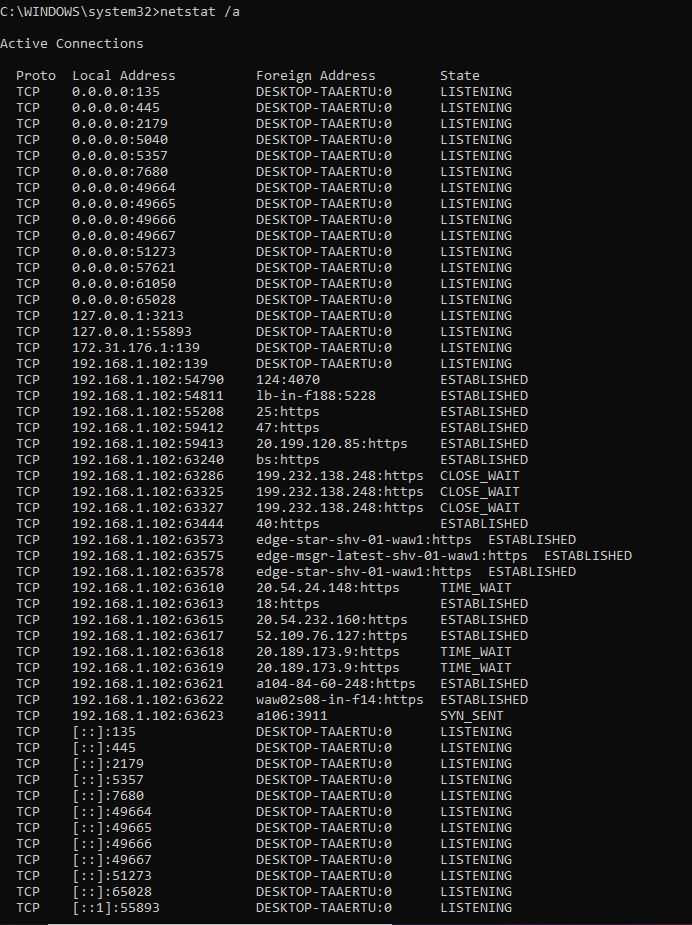 C:\WINDOWS\system32>netstat /a
Active Connections
Proto  Local Address          Foreign Address        State
TCP    0.0.0.0:135            DESKTOP-TAAERTU:0      LISTENING
TCP    0.0.0.0:445            DESKTOP-TAAERTU:0      LISTENING
TCP    0.0.0.0:2179           DESKTOP-TAAERTU:0      LISTENING
TCP    0.0.0.0:5040           DESKTOP-TAAERTU:0      LISTENING
TCP    0.0.0.0:5357           DESKTOP-TAAERTU:0      LISTENING
TCP    0.0.0.0:7680           DESKTOP-TAAERTU:0      LISTENING
TCP    0.0.0.0:49664          DESKTOP-TAAERTU:0      LISTENING
TCP    0.0.0.0:49665          DESKTOP-TAAERTU:0      LISTENING
TCP    0.0.0.0:49666          DESKTOP-TAAERTU:0      LISTENING
TCP    0.0.0.0:49667          DESKTOP-TAAERTU:0      LISTENING
TCP    0.0.0.0:51273          DESKTOP-TAAERTU:0      LISTENING
TCP    0.0.0.0:57621          DESKTOP-TAAERTU:0      LISTENING
TCP    0.0.0.0:61050          DESKTOP-TAAERTU:0      LISTENING
TCP    0.0.0.0:65028          DESKTOP-TAAERTU:0      LISTENING
TCP    127.0.0.1:3213         DESKTOP-TAAERTU:0      LISTENING
TCP    127.0.0.1:55893        DESKTOP-TAAERTU:0      LISTENING
TCP    172.31.176.1:139       DESKTOP-TAAERTU:0      LISTENING
TCP    192.168.1.102:139      DESKTOP-TAAERTU:0      LISTENING
TCP    192.168.1.102:54790    124:4070               ESTABLISHED
TCP    192.168.1.102:54811    lb-in-f188:5228        ESTABLISHED
TCP    192.168.1.102:55208    25:https               ESTABLISHED
TCP    192.168.1.102:59412    47:https               ESTABLISHED
TCP    192.168.1.102:59413    20.199.120.85:https    ESTABLISHED
TCP    192.168.1.102:63240    bs:https               ESTABLISHED
TCP    192.168.1.102:63286    199.232.138.248:https  CLOSE_WAIT
TCP    192.168.1.102:63325    199.232.138.248:https  CLOSE_WAIT
TCP    192.168.1.102:63327    199.232.138.248:https  CLOSE_WAIT
TCP    192.168.1.102:63444    40:https               ESTABLISHED
TCP    192.168.1.102:63573    edge-star-shv-01-waw1:https  ESTABLISHED
TCP    192.168.1.102:63575    edge-msgr-latest-shv-01-waw1:https  ESTABLISHED
TCP    192.168.1.102:63578    edge-star-shv-01-waw1:https  ESTABLISHED
TCP    192.168.1.102:63610    20.54.24.148:https     TIME_WAIT
TCP    192.168.1.102:63613    18:https               ESTABLISHED
TCP    192.168.1.102:63615    20.54.232.160:https    ESTABLISHED
TCP    192.168.1.102:63617    52.109.76.127:https    ESTABLISHED
TCP    192.168.1.102:63618    20.189.173.9:https     TIME_WAIT
TCP    192.168.1.102:63619    20.189.173.9:https     TIME_WAIT
TCP    192.168.1.102:63621    a104-84-60-248:https   ESTABLISHED
TCP    192.168.1.102:63622    waw02s08-in-f14:https  ESTABLISHED
TCP    192.168.1.102:63623    a106:3911              SYN_SENT
TCP    [::]:135               DESKTOP-TAAERTU:0      LISTENING
TCP    [::]:445               DESKTOP-TAAERTU:0      LISTENING
TCP    [::]:2179              DESKTOP-TAAERTU:0      LISTENING
TCP    [::]:5357              DESKTOP-TAAERTU:0      LISTENING
TCP    [::]:7680              DESKTOP-TAAERTU:0      LISTENING
TCP    [::]:49664             DESKTOP-TAAERTU:0      LISTENING
TCP    [::]:49665             DESKTOP-TAAERTU:0      LISTENING
TCP    [::]:49666             DESKTOP-TAAERTU:0      LISTENING
TCP    [::]:49667             DESKTOP-TAAERTU:0      LISTENING
TCP    [::]:51273             DESKTOP-TAAERTU:0      LISTENING
TCP    [::]:65028             DESKTOP-TAAERTU:0      LISTENING
TCP    [::1]:55893            DESKTOP-TAAERTU:0      LISTENING